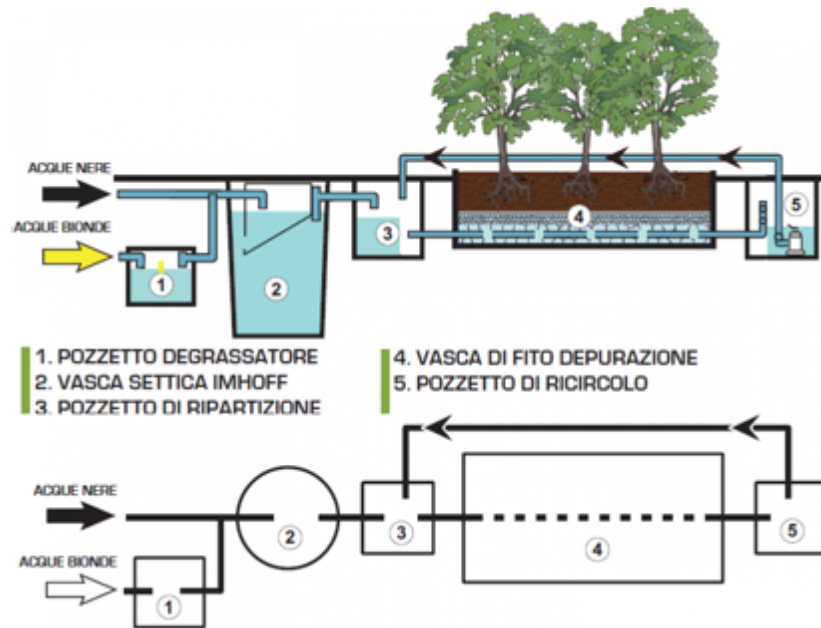 ACQUE NERE
ACQUE BIONDE
1
2
3
4
5
1. POZZETTO DEGRASSATORE
2. VASCA SETTICA IMHOFF
3. POZZETTO DI RIPARTIZIONE
4. VASCA DI FITO DEPURAZIONE
5. POZZETTO DI RICIRCOLO
ACQUE NERE
ACQUE BIONDE
1
2
3
4
5